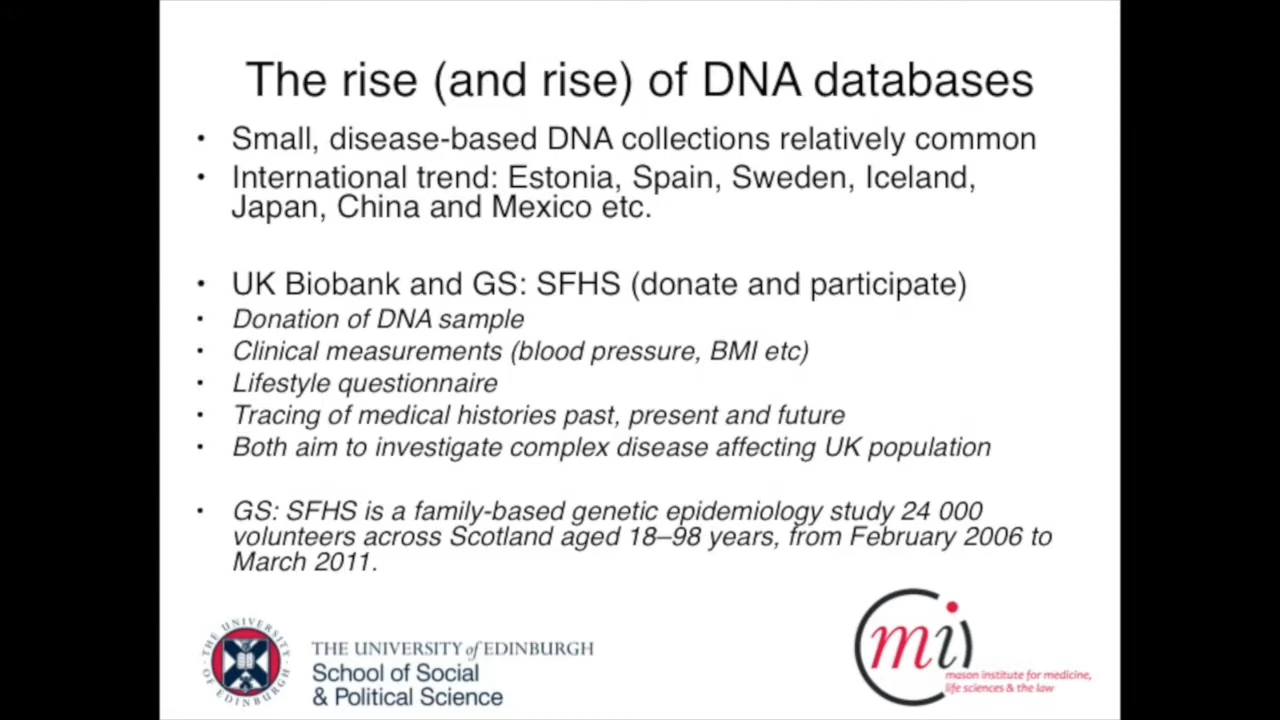 The rise (and rise) of DNA databases
• Small, disease-based DNA collections relatively common
• International trend: Estonia, Spain, Sweden, Iceland,
Japan, China and Mexico etc.
• UK Biobank and GS: SFHS (donate and participate)
• Donation of DNA sample
• Clinical measurements (blood pressure, BMI etc)
• Lifestyle questionnaire
• Tracing of medical histories past, present and future
• Both aim to investigate complex disease affecting UK population
• GS: SFHS is a family-based genetic epidemiology study 24 000
volunteers across Scotland aged 18–98 years, from February 2006 to
March 2011.
THE UNIVERSITY OF EDINBURGH
THE UNIVERSITY of EDINBURGH
School of Social
& Political Science
mi
mason institute for medicine,
life sciences & the law